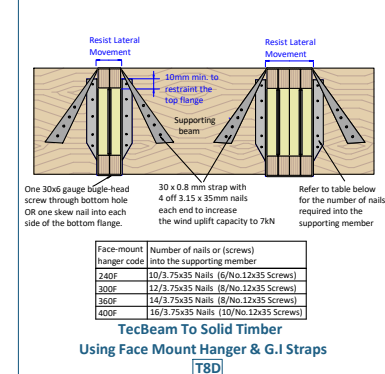 Resist Lateral
Movement
Resist Lateral
Movement
10mm min. to
restraint the
top flange
Supporting
beam
One 30x6 gauge bugle-head
screw through bottom hole
OR one skew nail into each
side of the bottom flange.
30 x 0.8 mm strap with
4 off 3.15 x 35mm nails
each end to increase
the wind uplift capacity to 7kN
Refer to table below
for the number of nails
required into the
supporting member
Face-mount
hanger code
Number of nails or (screws)
into the supporting member
240F 10/3.75x35 Nails (6/No.12x35 Screws)
300F 12/3.75x35 Nails (8/No.12x35 Screws)
360F 14/3.75x35 Nails (8/No.12x35 Screws)
400F 16/3.75x35 Nails (10/No.12x35 Screws)
TecBeam To Solid Timber
Using Face Mount Hanger & G.I Straps
T8D